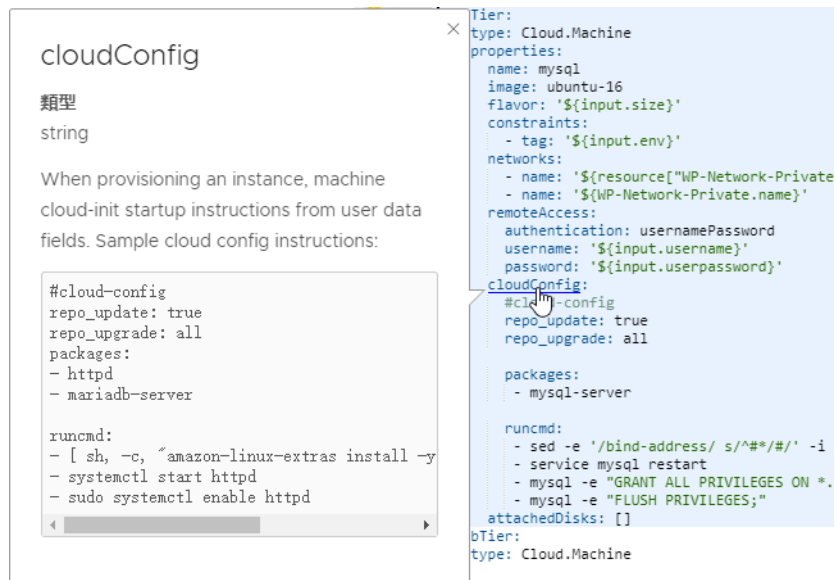 cloudConfig
類型
string
When provisioning an instance, machine
cloud-init startup instructions from user data
fields. Sample cloud config instructions:
#cloud-config
repo_update: true
repo_upgrade: all
packages:
- httpd
- mariadb-server
runcmd:
- [ sh, -c, "amazon-linux-extras install -y
- systemctl start httpd
- sudo systemctl enable httpd
Tier:
type: Cloud.Machine
properties:
name: mysql
image: ubuntu-16
flavor: '${input.size}'
constraints:
- tag: '${input.env}'
networks:
- name: '${resource["WP-Network-Private
- name: '${WP-Network-Private.name}'
remoteAccess:
authentication: usernamePassword
username: '${input.username}'
password: '${input.userpassword}'
cloudConfig:
#cl -config
repo_update: true
repo_upgrade: all
packages:
- mysql-server
runcmd:
- sed -e '/bind-address/ s/^#*/#/' -i
- service mysql restart
- mysql -e "GRANT ALL PRIVILEGES ON *.
- mysql -e "FLUSH PRIVILEGES;"
attachedDisks: []
bTier:
type: Cloud.Machine